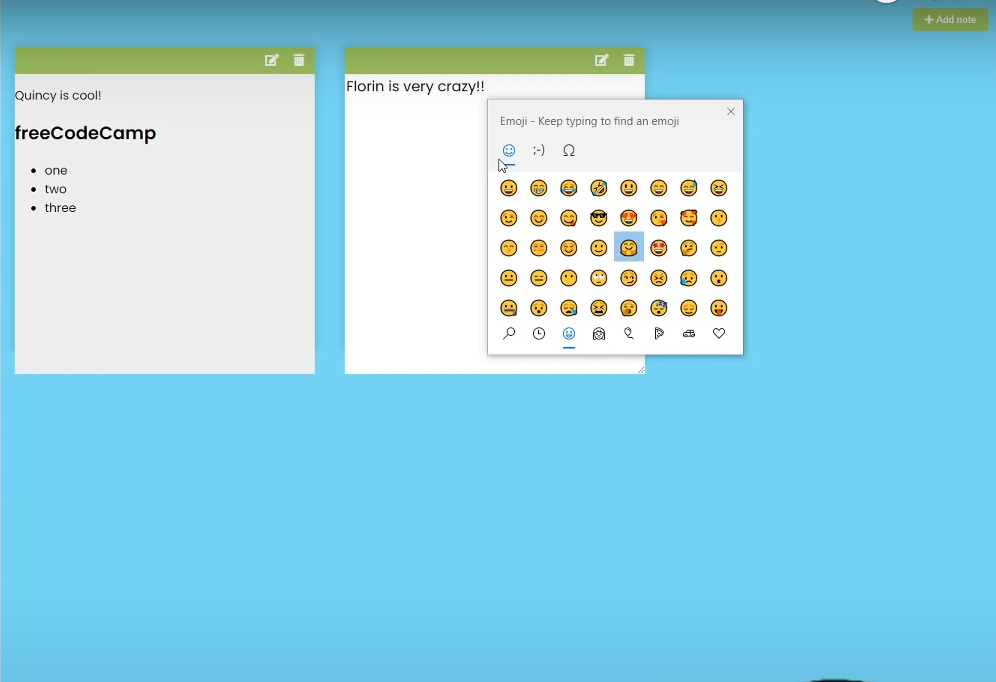 + Add note
Quincy is cool!
freeCodeCamp
• one
• two
• three
Florin is very crazy!!
Emoji - Keep typing to find an emoji
;-) Ω